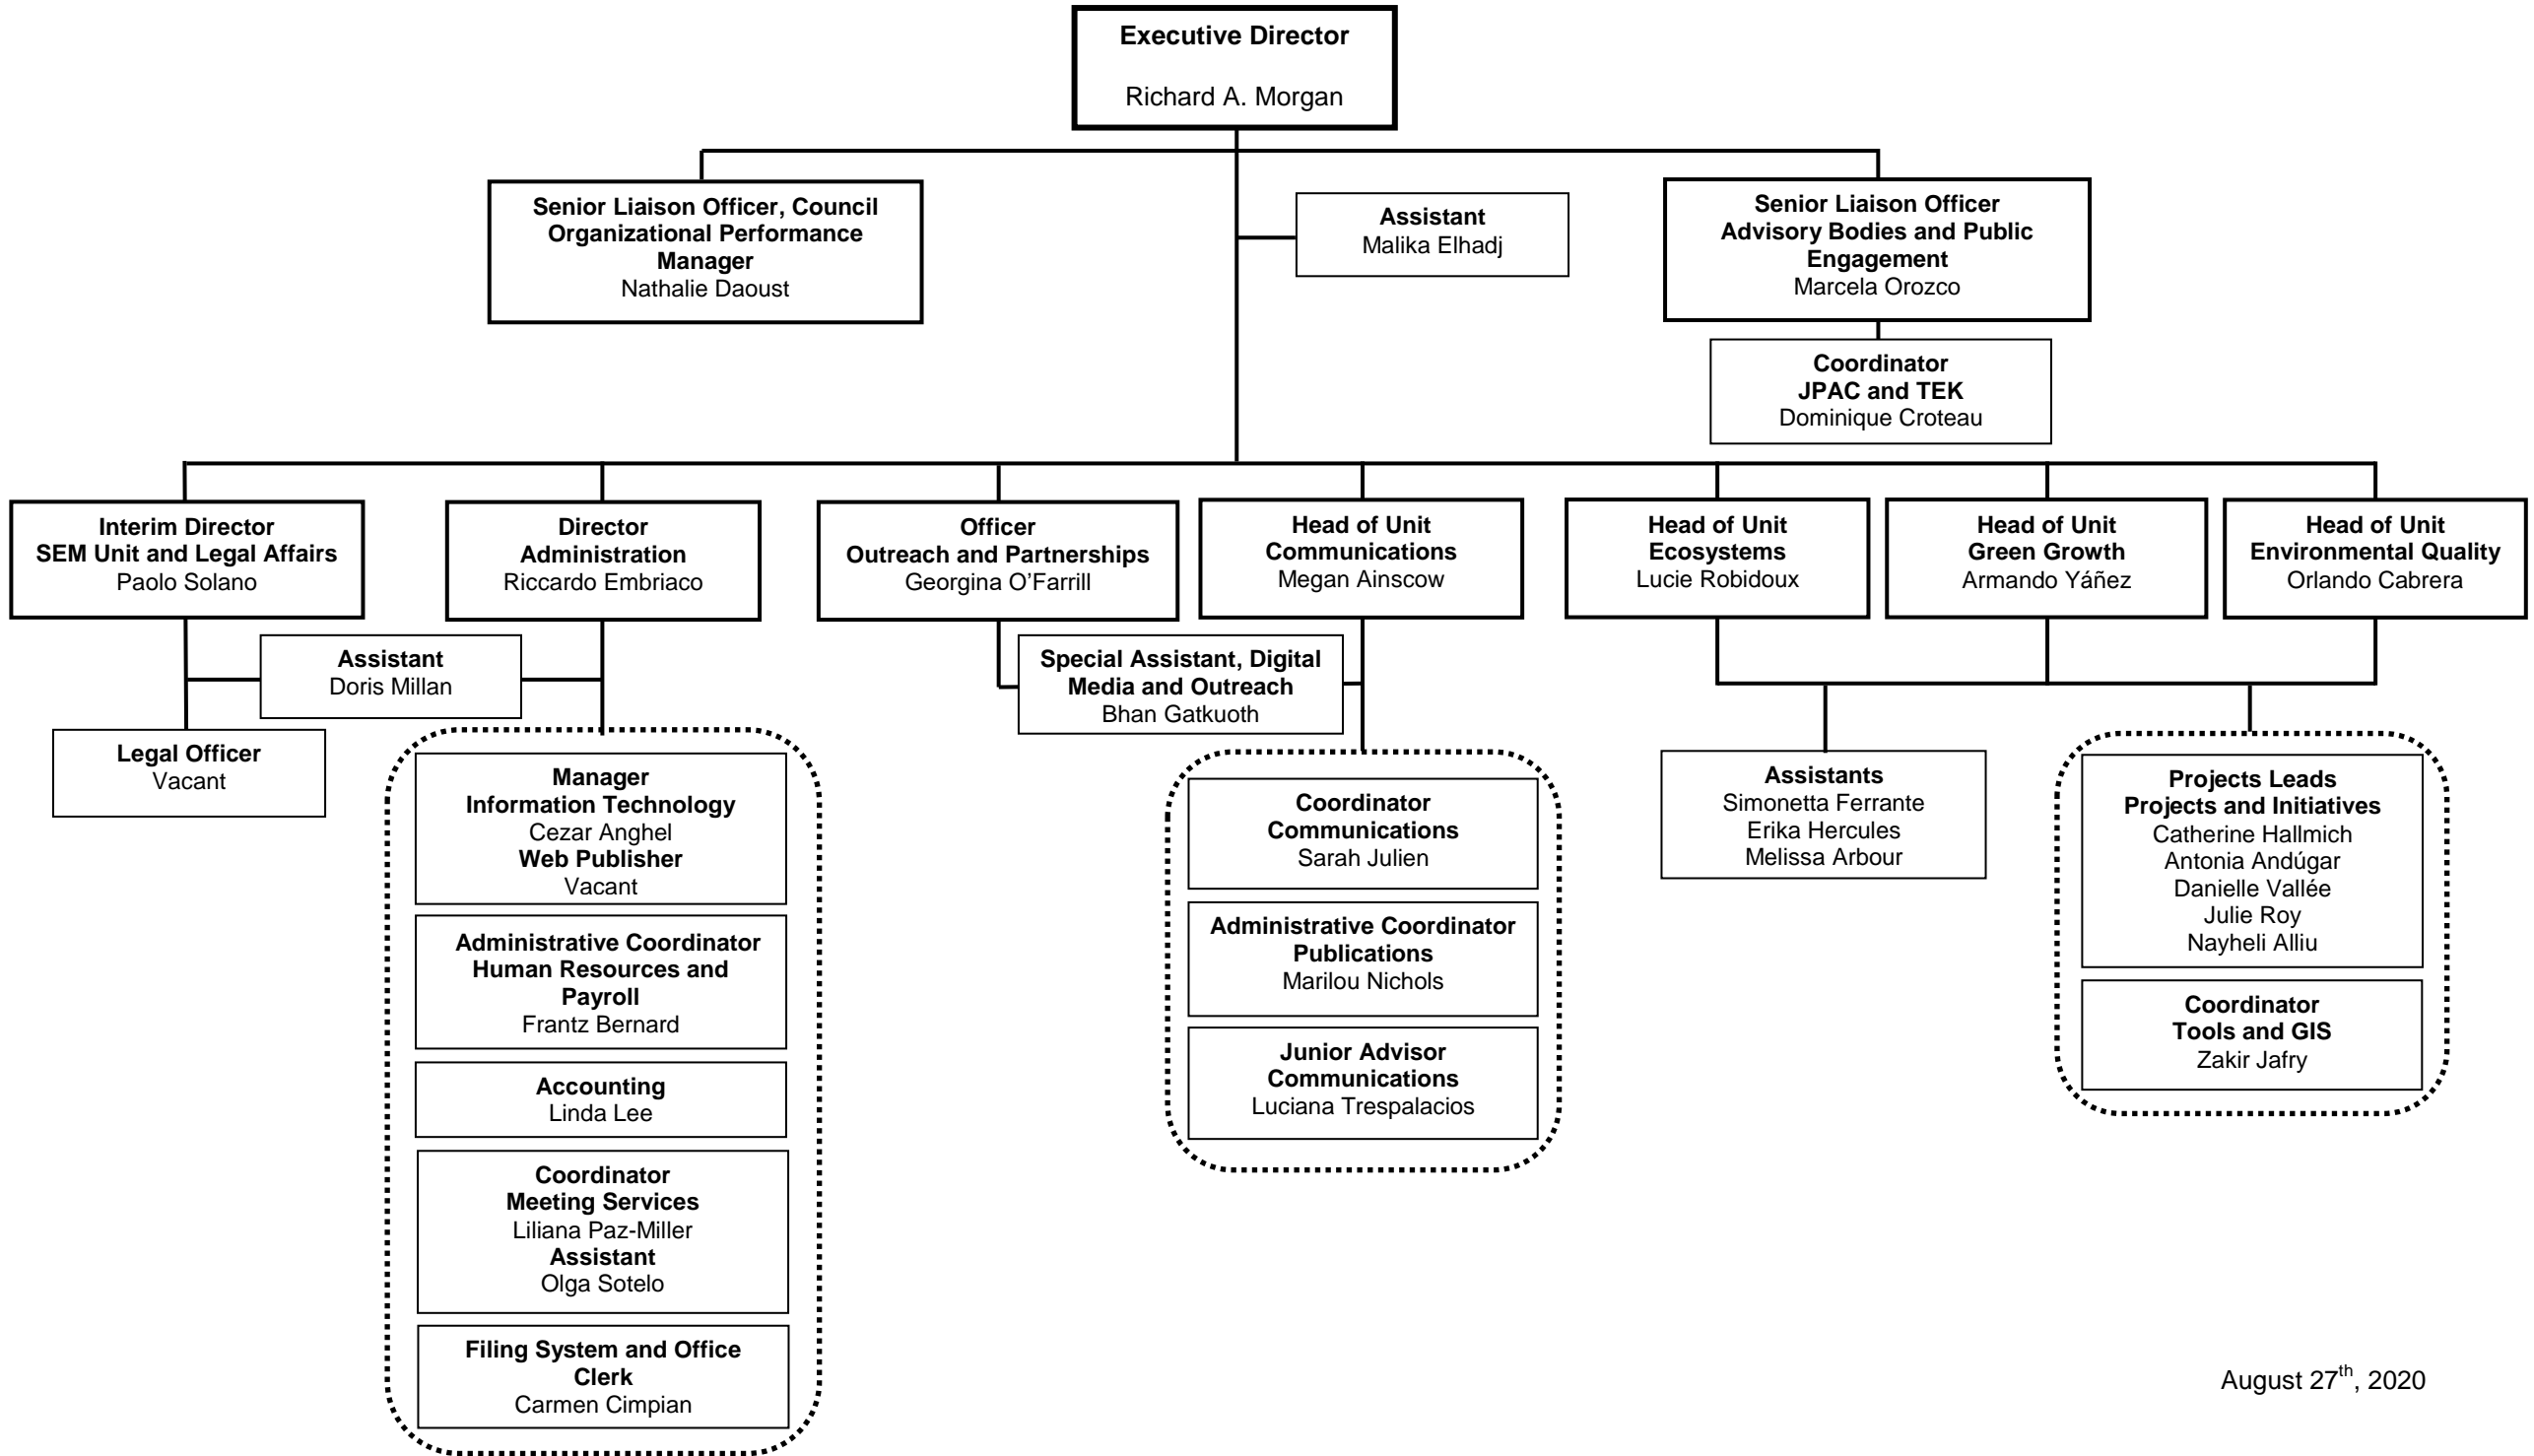 Executive Director
Richard A. Morgan
Senior Liaison Officer, Council
Organizational Performance
Manager
Nathalie Daoust
Assistant
Malika Elhadj
Senior Liaison Officer
Advisory Bodies and Public
Engagement
Marcela Orozco
Coordinator
JPAC and TEK
Dominique Croteau
Interim Director
SEM Unit and Legal Affairs
Paolo Solano
Director
Administration
Riccardo Embriaco
Officer
Outreach and Partnerships
Georgina O’Farrill
Head of Unit
Communications
Megan Ainscow
Head of Unit
Ecosystems
Lucie Robidoux
Head of Unit
Green Growth
Armando Yáñez
Head of Unit
Environmental Quality
Orlando Cabrera
Assistant
Doris Millan
Special Assistant, Digital
Media and Outreach
Bhan Gatkuoth
Legal Officer
Vacant
Manager
Information Technology
Cezar Anghel
Web Publisher
Vacant
Administrative Coordinator
Human Resources and
Payroll
Frantz Bernard
Accounting
Linda Lee
Coordinator
Meeting Services
Liliana Paz-Miller
Assistant
Olga Sotelo
Filing System and Office
Clerk
Carmen Cimpian
Coordinator
Communications
Sarah Julien
Administrative Coordinator
Publications
Marilou Nichols
Junior Advisor
Communications
Luciana Trespalacios
Assistants
Simonetta Ferrante
Erika Hercules
Melissa Arbour
Projects Leads
Projects and Initiatives
Catherine Hallmich
Antonia Andúgar
Danielle Vallée
Julie Roy
Nayheli Alliu
Coordinator
Tools and GIS
Zakir Jafry
August 27th, 2020